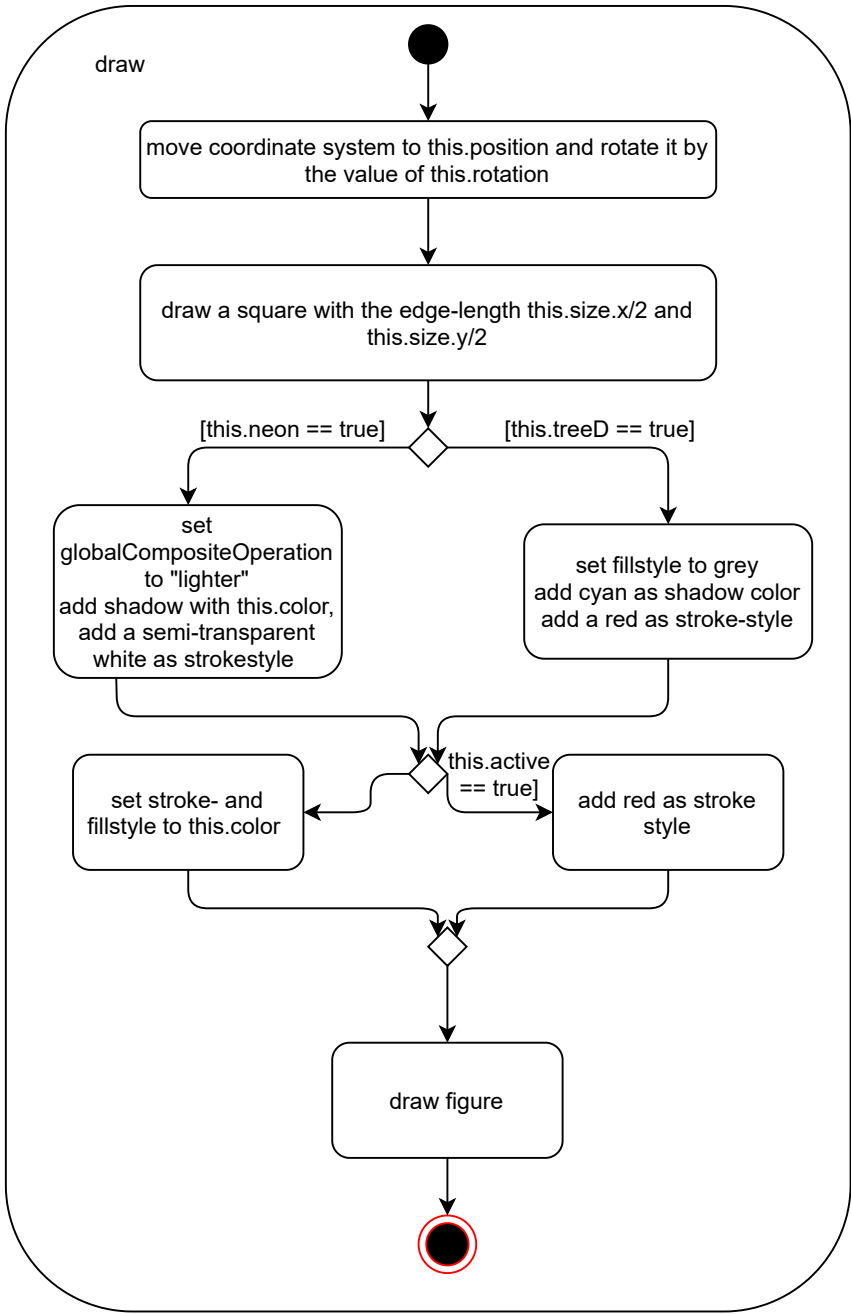 draw
move coordinate system to this.position and rotate it by
the value of this.rotation
draw a square with the edge-length this.size.x/2 and
this.size.y/2
[this.neon == true]
[this.treeD == true]
set
globalCompositeOperation
to "lighter"
add shadow with this.color,
add a semi-transparent
white as strokestyle
set fillstyle to grey
add cyan as shadow color
add a red as stroke-style
this.active
== true]
set stroke- and
fillstyle to this.color
add red as stroke
style
draw figure